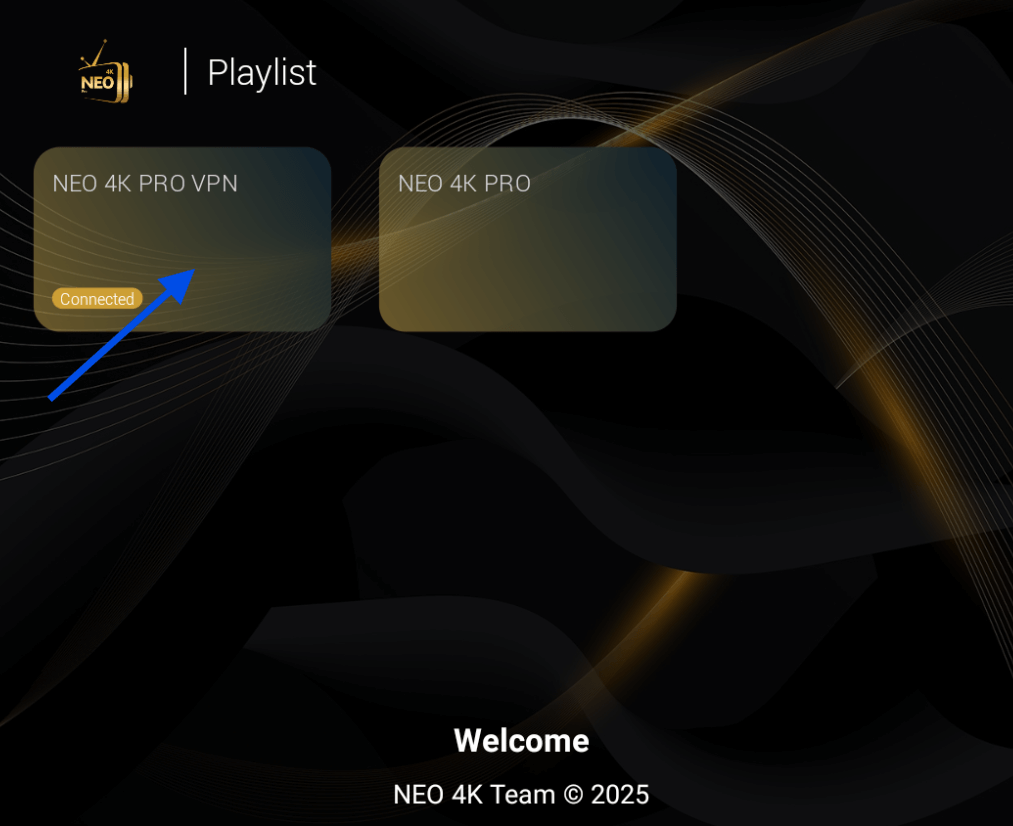 4K
NEO
Playlist
NEO 4K PRO VPN
NEO 4K PRO
Connected
Welcome
NEO 4K Team © 2025